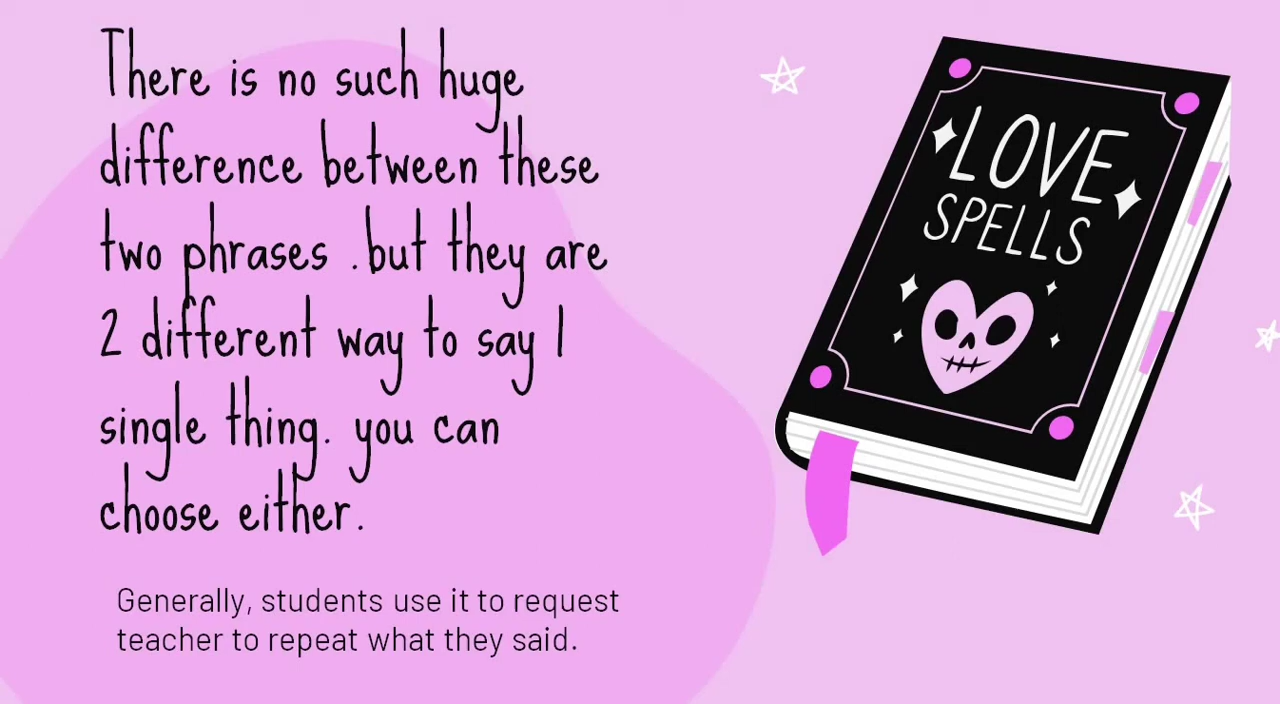 There is no such huge
difference between these
two phrases .but they are
2 different way to say 1
single thing. you can
choose either.
Generally, students use it to request
teacher to repeat what they said.
LOVE
SPELLS